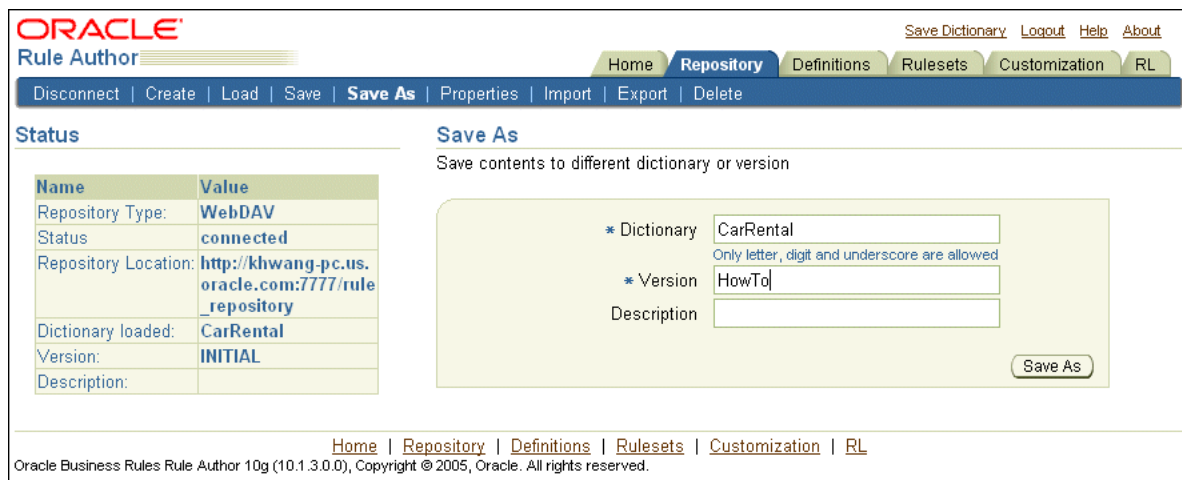 ORACLE
Rule Author
Save Dictionary Logout Help About
Home Repository Definitions Rulesets Customization RL
Disconnect | Create | Load | Save | Save As | Properties | Import | Export | Delete
Status
Name Value
Repository Type: WebDAV
Status connected
Repository Location: http://khwang-pc.us.
oracle.com:7777/rule
_repository
Dictionary loaded: CarRental
Version: INITIAL
Description:
Save As
Save contents to different dictionary or version
* Dictionary CarRental
Only letter, digit and underscore are allowed
* Version HowTo
Description
Save As
Home | Repository | Definitions | Rulesets | Customization | RL
Oracle Business Rules Rule Author 10g (10.1.3.0.0), Copyright © 2005, Oracle. All rights reserved.